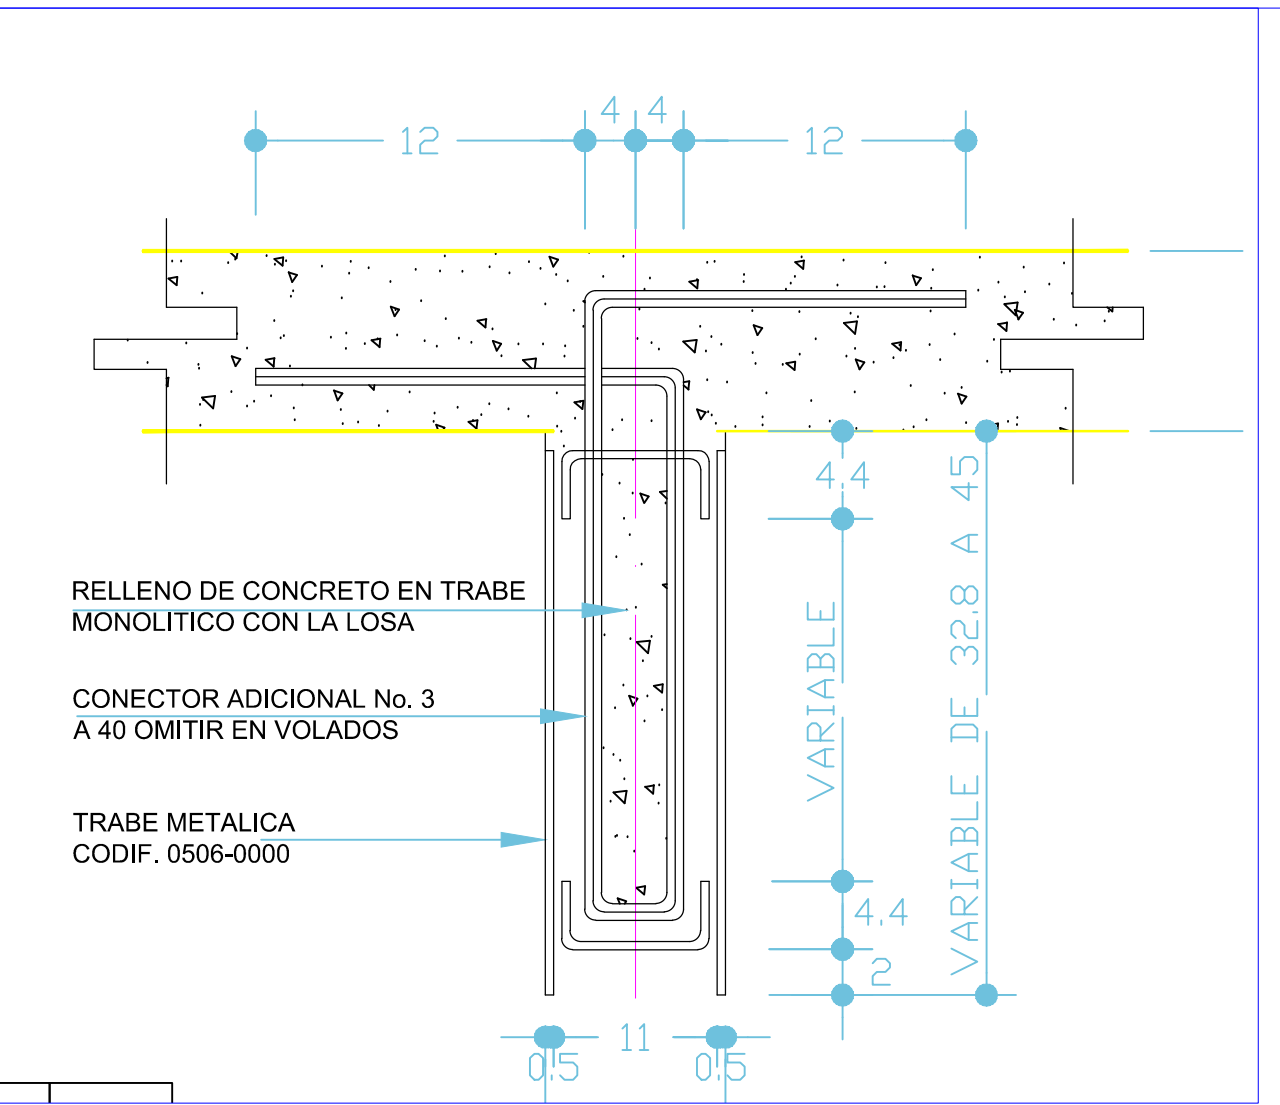 4 4
12 12
4.4
VARIABLE DE 32.8 A 45
RELLENO DE CONCRETO EN TRABE
MONOLITICO CON LA LOSA
VARIABLE
CONECTOR ADICIONAL No. 3
A 40 OMITIR EN VOLADOS
TRABE METALICA
CODIF. 0506-0000
4.4
2
11
0.5 0.5